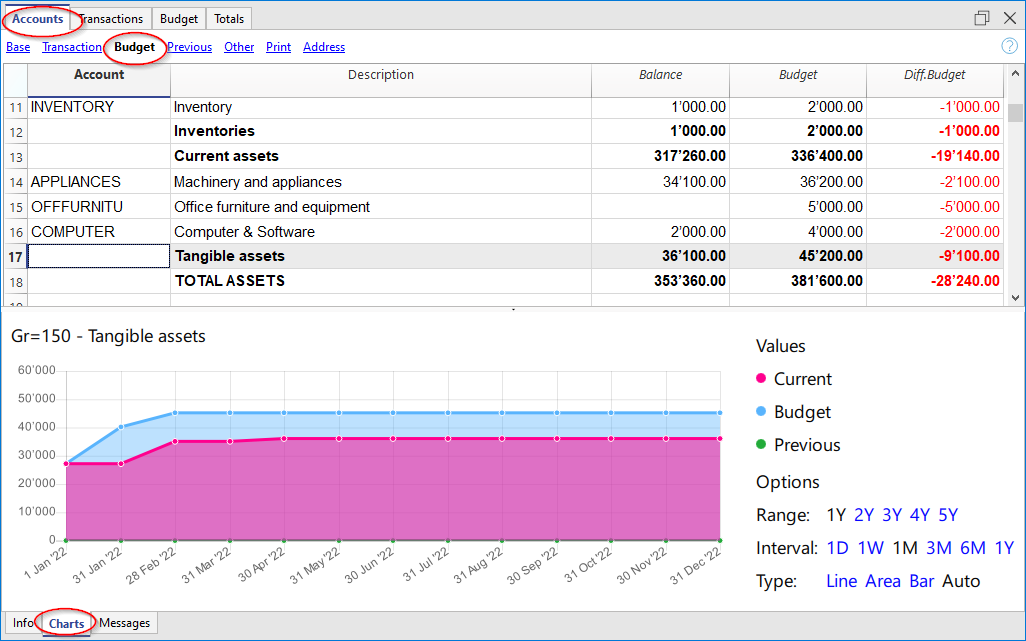 Accounts Transactions Budget Totals
Base Transaction Budget Previous Other Print Address ?
Account Description Balance Budget Diff.Budget
11 INVENTORY Inventory 1’000.00 2’000.00 -1’000.00
12 Inventories 1’000.00 2’000.00 -1’000.00
13 Current assets 317’260.00 336’400.00 -19’140.00
14 APPLIANCES Machinery and appliances 34’100.00 36’200.00 -2’100.00
15 OFFFURNITU Office furniture and equipment 5’000.00 -5’000.00
16 COMPUTER Computer & Software 2’000.00 4’000.00 -2’000.00
17 Tangible assets 36’100.00 45’200.00 -9’100.00
18 TOTAL ASSETS 353’360.00 381’600.00 -28’240.00
Gr=150 - Tangible assets
60’000
50’000
40’000
30’000
20’000
10’000
0
1 Jan '22 31 Jan '22 28 Feb '22 31 Mar '22 30 Apr '22 31 May '22 30 Jun '22 31 Jul '22 31 Aug '22 30 Sep '22 31 Oct '22 30 Nov '22 31 Dec '22
Values
Current
Budget
Previous
Options
Range: 1Y 2Y 3Y 4Y 5Y
Interval: 1D 1W 1M 3M 6M 1Y
Type: Line Area Bar Auto
Info Charts Messages